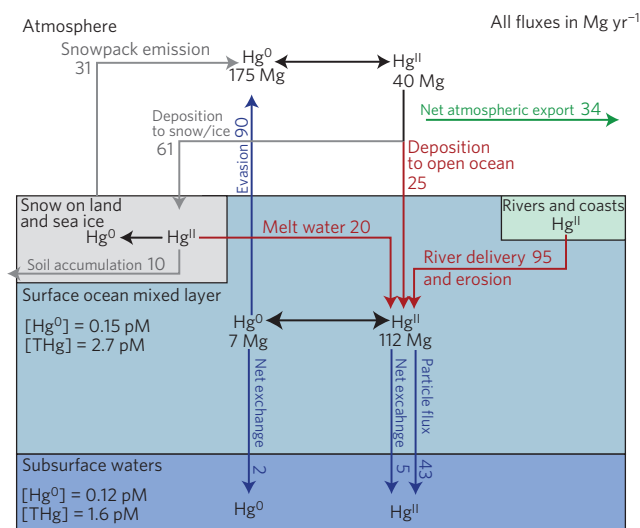 Atmosphere
All fluxes in Mg yr⁻¹
Snowpack emission
31
Hg⁰
175 Mg
Hgᴵᴵ
40 Mg
Net atmospheric export 34
Deposition
to snow/ice
61
Evasion 90
Deposition
to open ocean
25
Snow on land
and sea ice
Hg⁰
Hgᴵᴵ
Soil accumulation 10
Melt water 20
Rivers and coasts
Hgᴵᴵ
River delivery 95
and erosion
Surface ocean mixed layer
[Hg⁰] = 0.15 pM
[THg] = 2.7 pM
Hg⁰
7 Mg
Hgᴵᴵ
112 Mg
Net exchange
2
Net excahnge
5
Particle flux
43
Subsurface waters
[Hg⁰] = 0.12 pM
[THg] = 1.6 pM
Hg⁰
Hgᴵᴵ